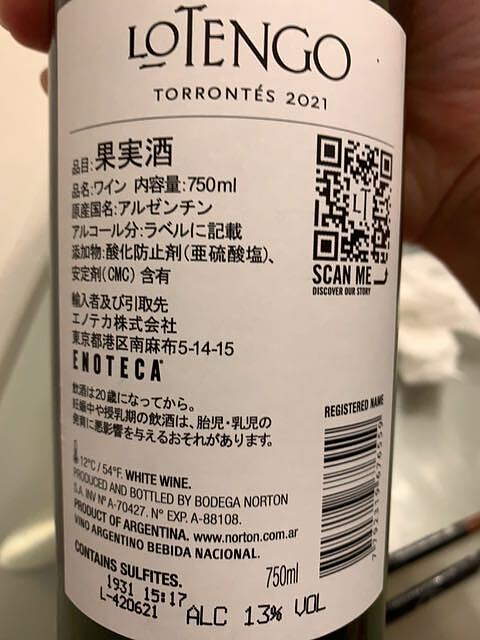 LOTENGO
TORRONTÉS 2021
品目:果実酒
品名:ワイン 内容量:750ml
原産国名:アルゼンチン
アルコール分:ラベルに記載
添加物:酸化防止剤(亜硫酸塩)、
安定剤(CMC) 含有
LT
SCAN ME
DISCOVER OUR STORY
輸入者及び引取先
エノテカ株式会社
東京都港区南麻布5-14-15
ENOTECA
飲酒は20歳になってから。
妊娠中や授乳期の飲酒は、胎児・乳児の
発育に悪影響を与えるおそれがあります。
REGISTERED NAME
12°C / 54°F. WHITE WINE.
PRODUCED AND BOTTLED BY BODEGA NORTON
S.A. INV Nº A-70427. N° EXP. A-88108.
PRODUCT OF ARGENTINA. www.norton.com.ar
VINO ARGENTINO BEBIDA NACIONAL.
CONTAINS SULFITES.
750ml
1931 15:17
L-420621
ALC 13% VOL